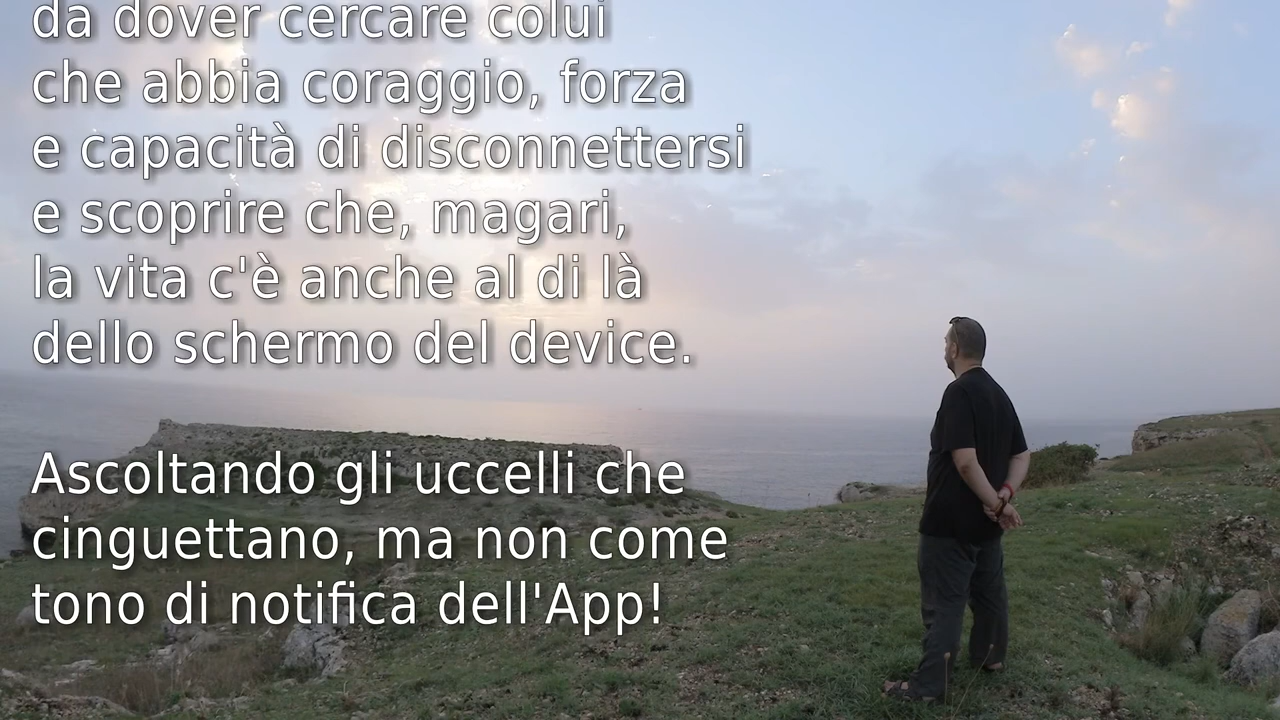 da dover cercare colui
che abbia coraggio, forza
e capacità di disconnettersi
e scoprire che, magari,
la vita c'è anche al di là
dello schermo del device.
Ascoltando gli uccelli che
cinguettano, ma non come
tono di notifica dell'App!